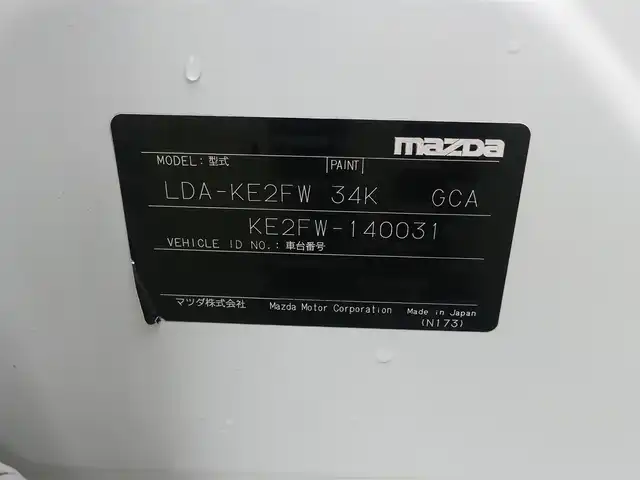 mazda
MODEL: 型式 PAINT
LDA-KE2FW 34K GCA
KE2FW-140031
VEHICLE ID NO.: 車台番号
マツダ株式会社 Mazda Motor Corporation Made in Japan
(N173)